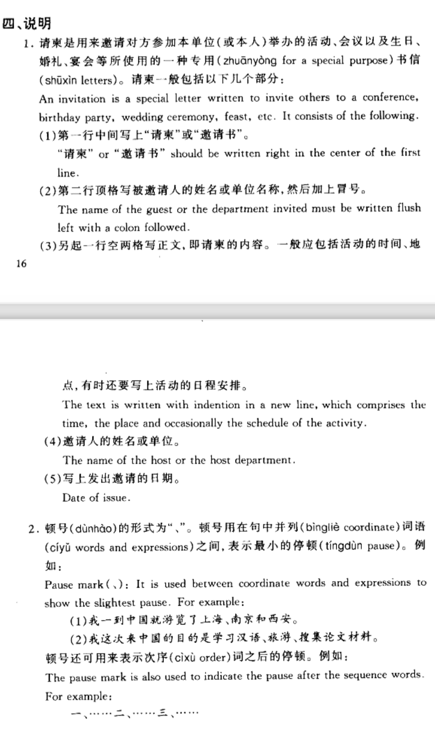 四、说明
1. 请柬是用来邀请对方参加本单位(或本人)举办的活动、会议以及生日、
婚礼、宴会等所使用的一种专用(zhuānyòng for a special purpose)书信
(shūxìn letters)。请柬一般包括以下几个部分:
An invitation is a special letter written to invite others to a conference,
birthday party, wedding ceremony, feast, etc. It consists of the following.
(1)第一行中间写上“请柬”或“邀请书”。
“请柬” or “邀请书” should be written right in the center of the first
line.
(2)第二行顶格写被邀请人的姓名或单位名称,然后加上冒号。
The name of the guest or the department invited must be written flush
left with a colon followed.
(3)另起一行空两格写正文,即请柬的内容。一般应包括活动的时间、地
16
点,有时还要写上活动的日程安排。
The text is written with indention in a new line, which comprises the
time, the place and occasionally the schedule of the activity.
(4)邀请人的姓名或单位。
The name of the host or the host department.
(5)写上发出邀请的日期。
Date of issue.
2. 顿号(dùnhào)的形式为“、”。顿号用在句中并列(bìngliè coordinate)词语
(cíyǔ words and expressions)之间,表示最小的停顿(tíngdùn pause)。例
如:
Pause mark(、): It is used between coordinate words and expressions to
show the slightest pause. For example:
(1)我一到中国就游览了上海、南京和西安。
(2)我这次来中国的目的是学习汉语、旅游、搜集论文材料。
顿号还可用来表示次序(cìxù order)词之后的停顿。例如:
The pause mark is also used to indicate the pause after the sequence words.
For example:
一、……二、……三、……